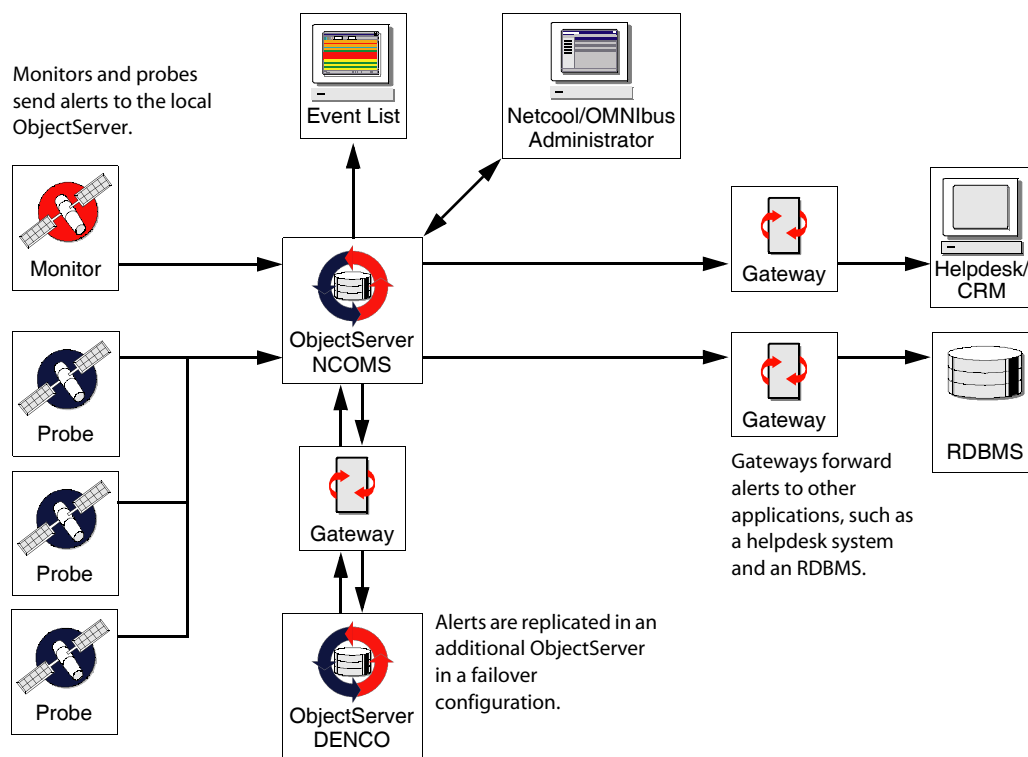 Monitors and probes
send alerts to the local
ObjectServer.
Event List
Netcool/OMNIbus
Administrator
Monitor
ObjectServer
NCOMS
Gateway
Helpdesk/
CRM
Probe
Gateway
RDBMS
Gateways forward
alerts to other
applications, such as
a helpdesk system
and an RDBMS.
Gateway
Probe
Alerts are replicated in an
additional ObjectServer
in a failover
configuration.
Probe
ObjectServer
DENCO